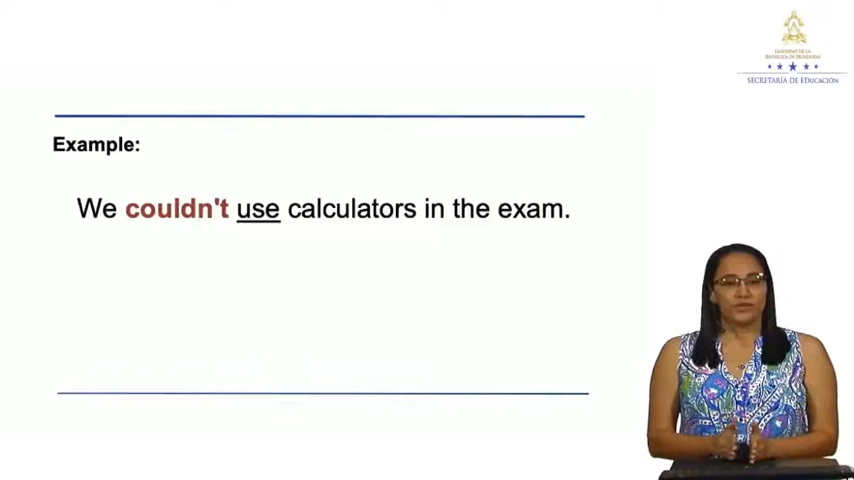 GOBIERNO DE LA
REPÚBLICA DE HONDURAS
SECRETARÍA DE EDUCACIÓN
Example:
We couldn't use calculators in the exam.